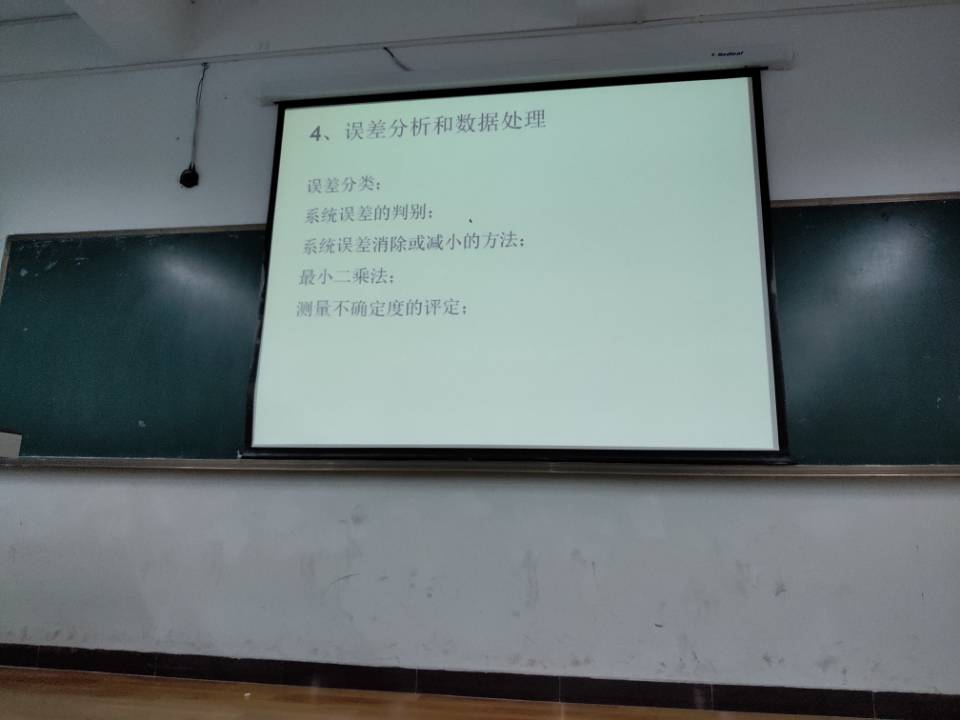 4、误差分析和数据处理
误差分类；
系统误差的判别；
系统误差消除或减小的方法；
最小二乘法；
测量不确定度的评定；